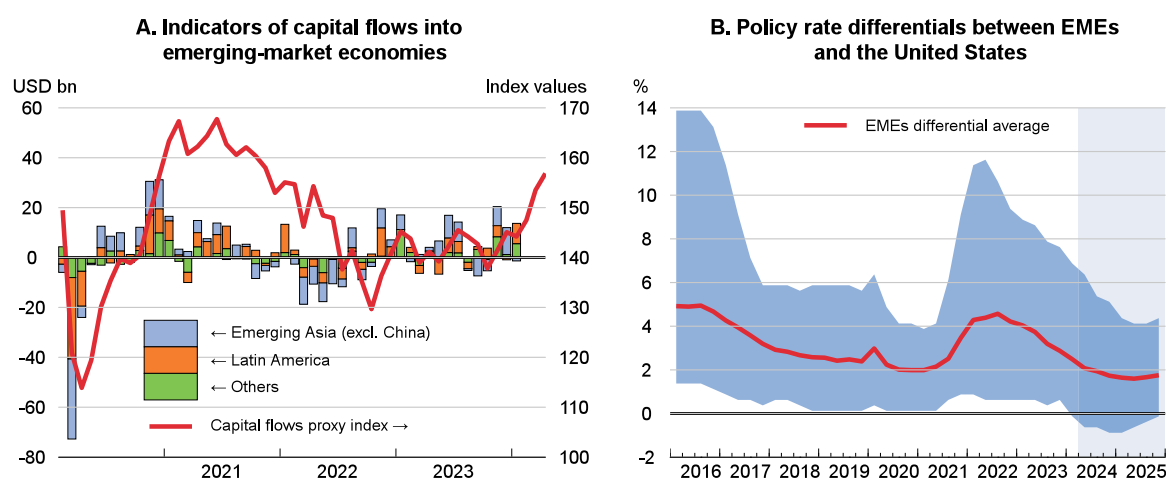 A. Indicators of capital flows into
emerging-market economies
USD bn
Index values
60
40
20
0
-20
-40
-60
-80
170
160
150
140
130
120
110
100
← Emerging Asia (excl. China)
← Latin America
← Others
Capital flows proxy index →
2021
2022
2023
B. Policy rate differentials between EMEs
and the United States
%
14
12
10
8
6
4
2
0
-2
EMEs differential average
2016 2017 2018 2019 2020 2021 2022 2023 2024 2025